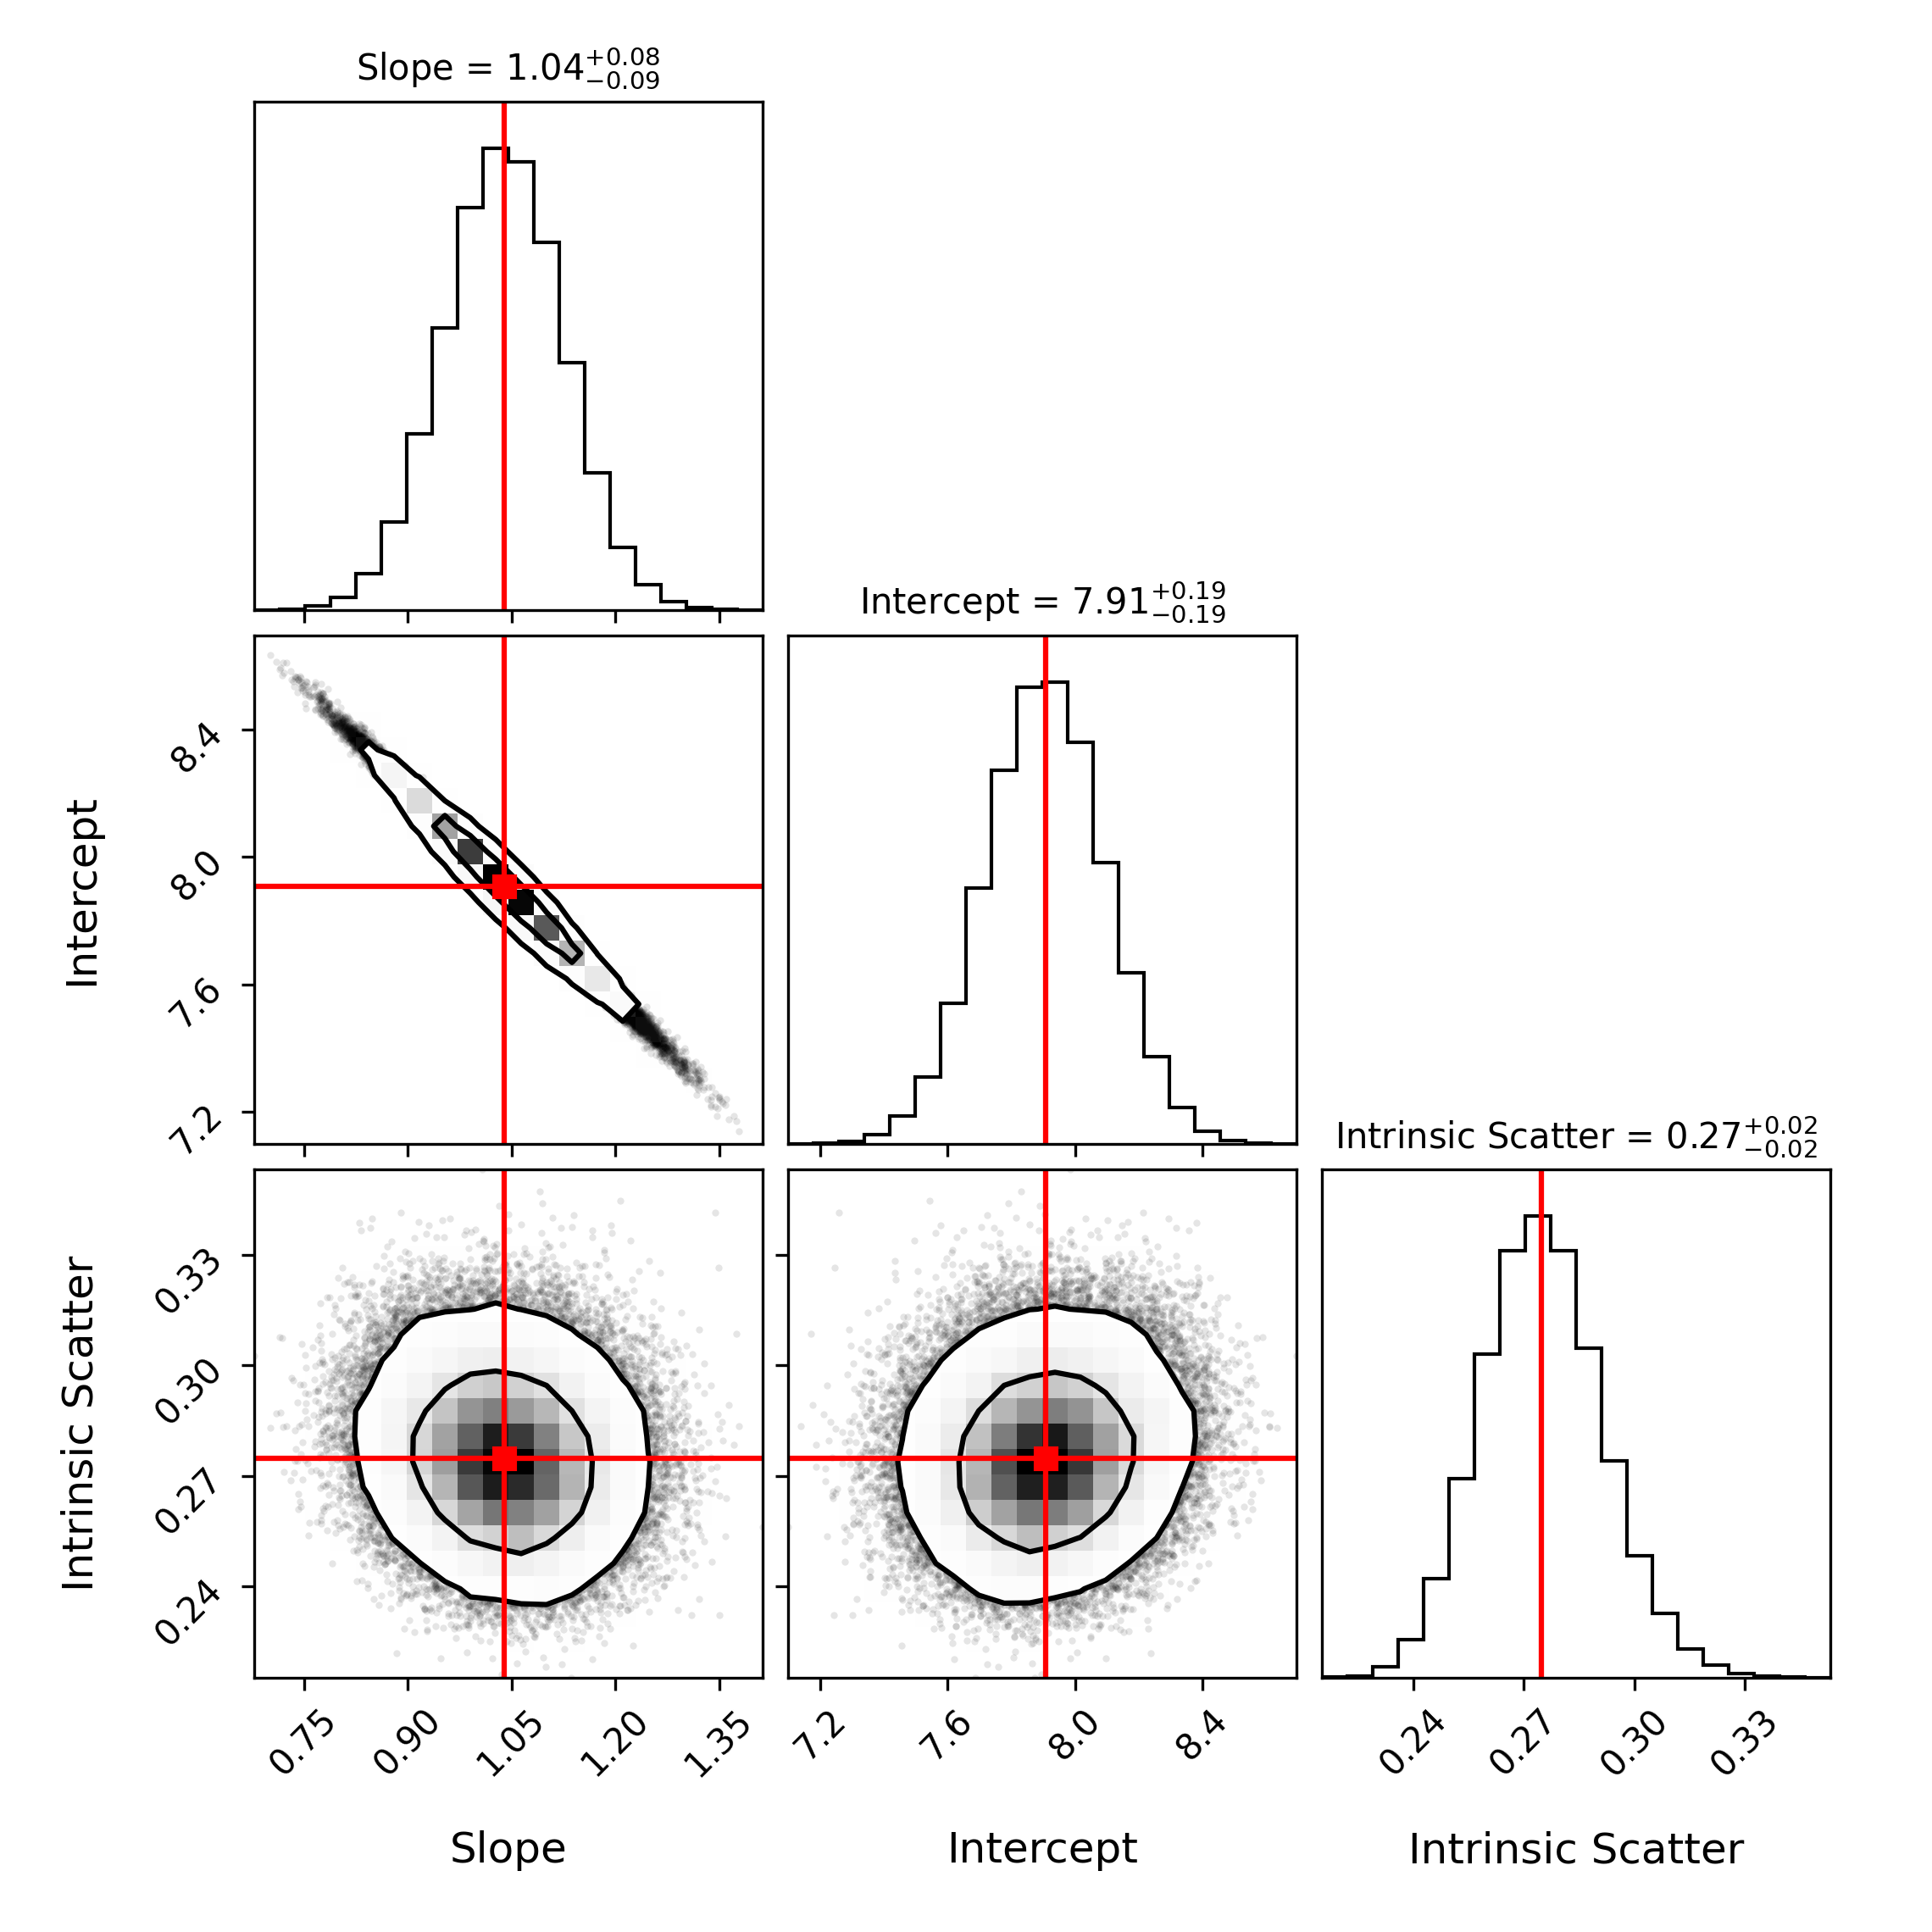 Slope = 1.04+0.08−0.09
Intercept
8.4
8.0
7.6
7.2
Intercept = 7.91+0.19−0.19
Intrinsic Scatter
0.33
0.30
0.27
0.24
Intrinsic Scatter = 0.27+0.02−0.02
0.75 0.90 1.05 1.20 1.35
Slope
7.2 7.6 8.0 8.4
Intercept
0.24 0.27 0.30 0.33
Intrinsic Scatter